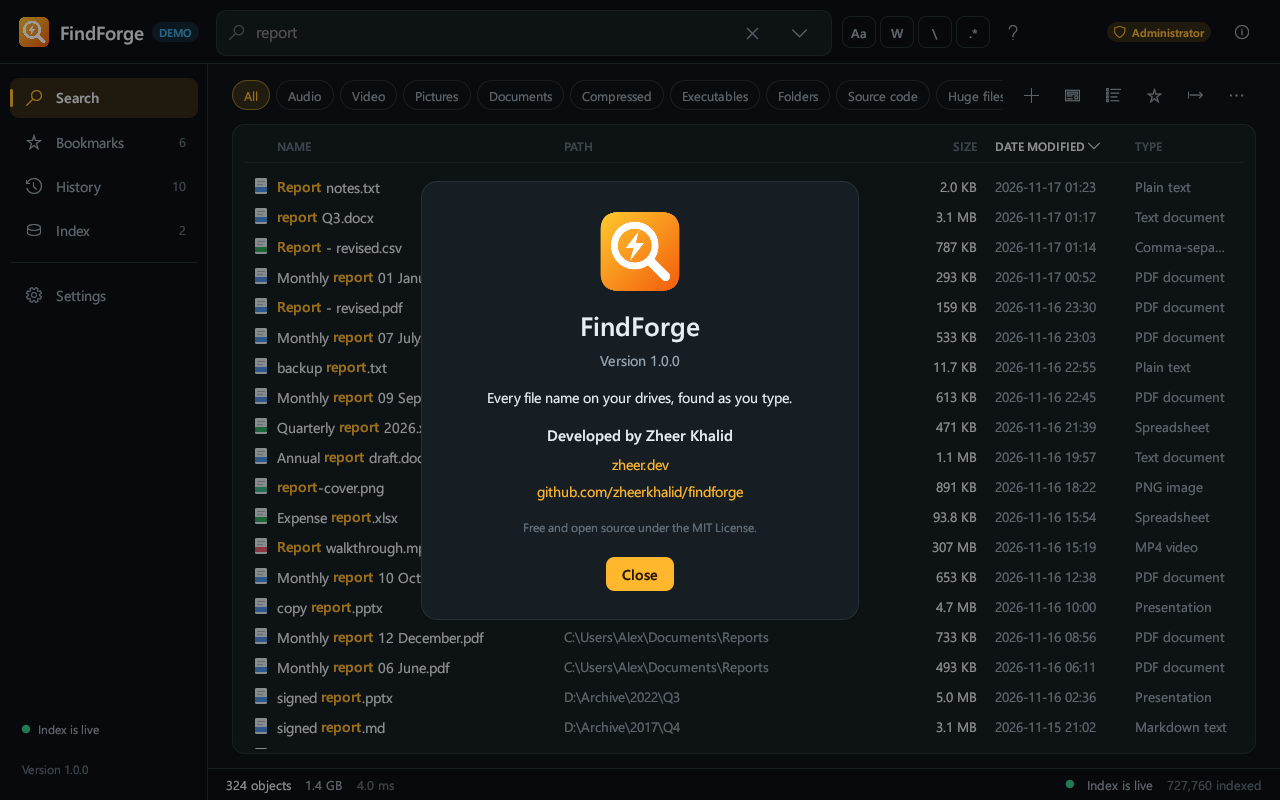 FindForge DEMO
report
Aa W \ .* ?
Administrator
Search
Bookmarks 6
History 10
Index 2
Settings
All Audio Video Pictures Documents Compressed Executables Folders Source code Huge files
NAME PATH SIZE DATE MODIFIED TYPE
Report notes.txt 2.0 KB 2026-11-17 01:23 Plain text
report Q3.docx 3.1 MB 2026-11-17 01:17 Text document
Report - revised.csv 787 KB 2026-11-17 01:14 Comma-sepa...
Monthly report 01 Janu 293 KB 2026-11-17 00:52 PDF document
Report - revised.pdf 159 KB 2026-11-16 23:30 PDF document
Monthly report 07 July 533 KB 2026-11-16 23:03 PDF document
backup report.txt 11.7 KB 2026-11-16 22:55 Plain text
Monthly report 09 Sep 613 KB 2026-11-16 22:45 PDF document
Quarterly report 2026. 471 KB 2026-11-16 21:39 Spreadsheet
Annual report draft.doc 1.1 MB 2026-11-16 19:57 Text document
report-cover.png 891 KB 2026-11-16 18:22 PNG image
Expense report.xlsx 93.8 KB 2026-11-16 15:54 Spreadsheet
Report walkthrough.mp 307 MB 2026-11-16 15:19 MP4 video
Monthly report 10 Oct 653 KB 2026-11-16 12:38 PDF document
copy report.pptx 4.7 MB 2026-11-16 10:00 Presentation
Monthly report 12 December.pdf C:\Users\Alex\Documents\Reports 733 KB 2026-11-16 08:56 PDF document
Monthly report 06 June.pdf C:\Users\Alex\Documents\Reports 493 KB 2026-11-16 06:11 PDF document
signed report.pptx D:\Archive\2022\Q3 5.0 MB 2026-11-16 02:36 Presentation
signed report.md D:\Archive\2017\Q4 3.1 MB 2026-11-15 21:02 Markdown text
FindForge
Version 1.0.0
Every file name on your drives, found as you type.
Developed by Zheer Khalid
zheer.dev
github.com/zheerkhalid/findforge
Free and open source under the MIT License.
Close
Index is live
Version 1.0.0
324 objects 1.4 GB 4.0 ms Index is live 727,760 indexed